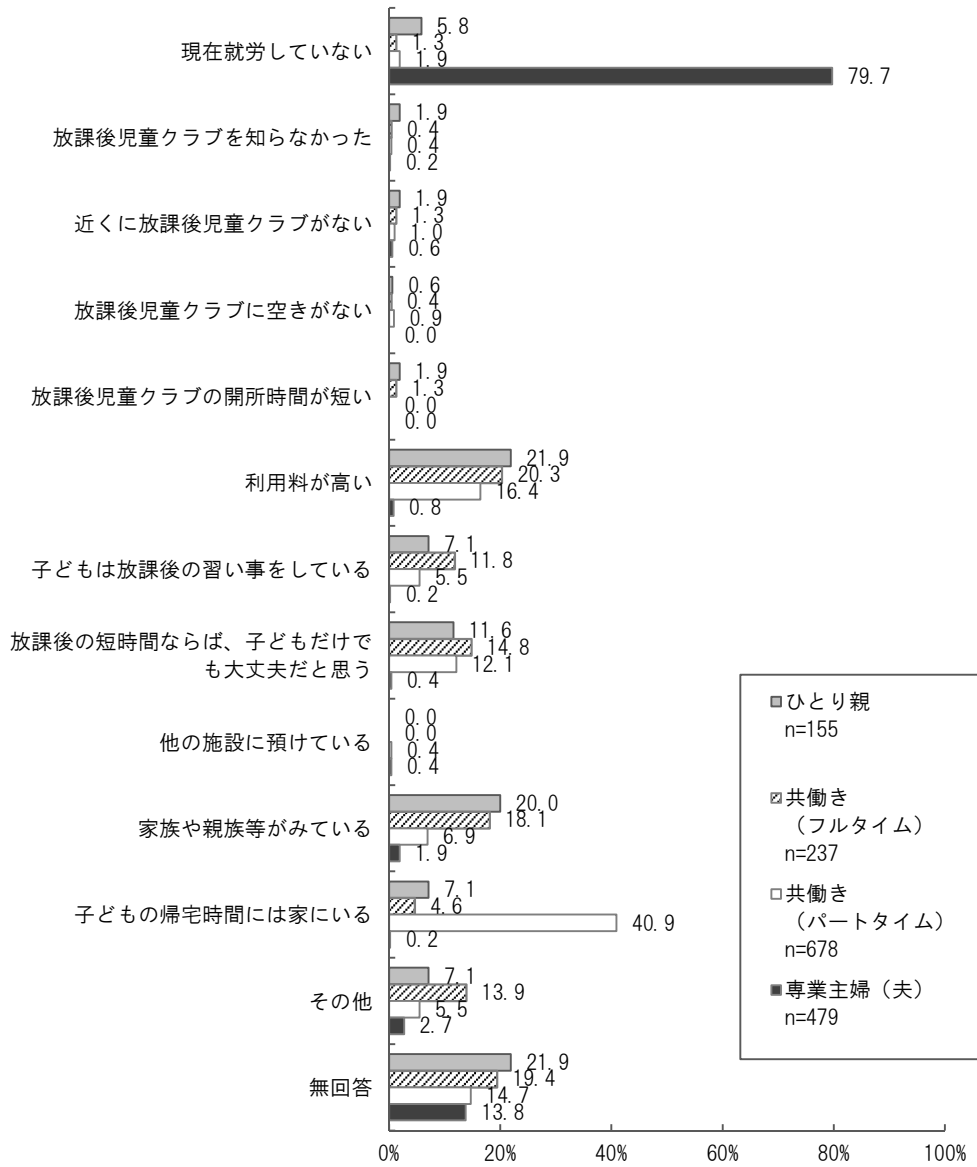 現在就労していない
5.8
1.3
1.9
79.7
放課後児童クラブを知らなかった
1.9
0.4
0.4
0.2
近くに放課後児童クラブがない
1.9
1.3
1.0
0.6
放課後児童クラブに空きがない
0.6
0.4
0.9
0.0
放課後児童クラブの開所時間が短い
1.9
1.3
0.0
0.0
利用料が高い
21.9
20.3
16.4
0.8
子どもは放課後の習い事をしている
7.1
11.8
5.5
0.2
放課後の短時間ならば、子どもだけで
も大丈夫だと思う
11.6
14.8
12.1
0.4
他の施設に預けている
0.0
0.0
0.4
0.4
家族や親族等がみている
20.0
18.1
6.9
1.9
子どもの帰宅時間には家にいる
7.1
4.6
40.9
0.2
その他
7.1
13.9
5.5
2.7
無回答
21.9
19.4
14.7
13.8
0%
20%
40%
60%
80%
100%
ひとり親
n=155
共働き
（フルタイム）
n=237
共働き
（パートタイム）
n=678
専業主婦（夫）
n=479